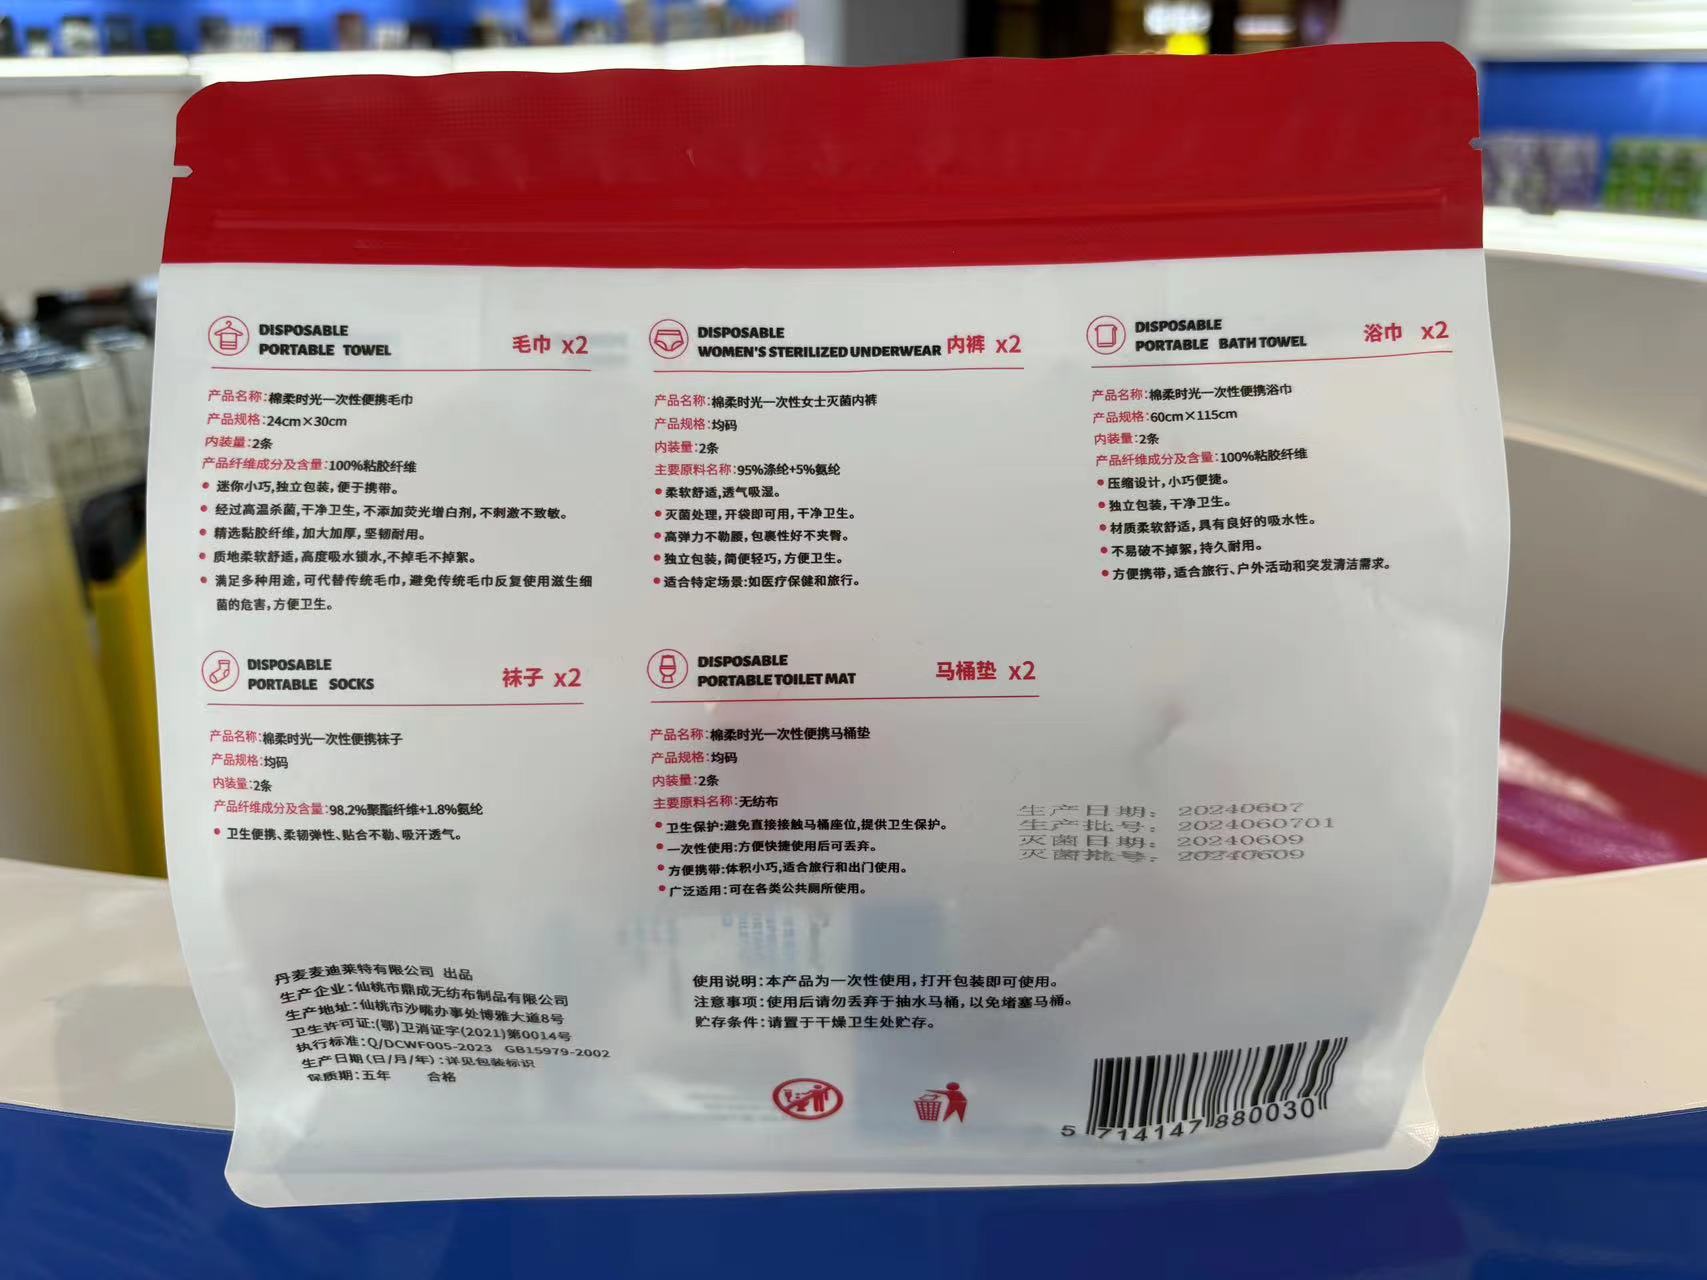 DISPOSABLE
PORTABLE TOWEL 毛巾 x2
产品名称:棉柔时光一次性便携毛巾
产品规格:24cm×30cm
内装量:2条
产品纤维成分及含量:100%粘胶纤维
• 迷你小巧,独立包装,便于携带。
• 经过高温杀菌,干净卫生,不添加荧光增白剂,不刺激不致敏。
• 精选黏胶纤维,加大加厚,坚韧耐用。
• 质地柔软舒适,高度吸水锁水,不掉毛不掉絮。
• 满足多种用途,可代替传统毛巾,避免传统毛巾反复使用滋生细
菌的危害,方便卫生。
DISPOSABLE
WOMEN'S STERILIZED UNDERWEAR 内裤 x2
产品名称:棉柔时光一次性女士灭菌内裤
产品规格:均码
内装量:2条
主要原料名称:95%涤纶+5%氨纶
• 柔软舒适,透气吸湿。
• 灭菌处理,开袋即可用,干净卫生。
• 高弹力不勒腰,包裹性好不夹臀。
• 独立包装,简便轻巧,方便卫生。
• 适合特定场景:如医疗保健和旅行。
DISPOSABLE
PORTABLE BATH TOWEL 浴巾 x2
产品名称:棉柔时光一次性便携浴巾
产品规格:60cm×115cm
内装量:2条
产品纤维成分及含量:100%粘胶纤维
• 压缩设计,小巧便捷。
• 独立包装,干净卫生。
• 材质柔软舒适,具有良好的吸水性。
• 不易破不掉絮,持久耐用。
• 方便携带,适合旅行、户外活动和突发清洁需求。
DISPOSABLE
PORTABLE SOCKS 袜子 x2
产品名称:棉柔时光一次性便携袜子
产品规格:均码
内装量:2条
产品纤维成分及含量:98.2%聚酯纤维+1.8%氨纶
• 卫生便携、柔韧弹性、贴合不勒、吸汗透气。
DISPOSABLE
PORTABLE TOILET MAT 马桶垫 x2
产品名称:棉柔时光一次性便携马桶垫
产品规格:均码
内装量:2条
主要原料名称:无纺布
• 卫生保护:避免直接接触马桶座位,提供卫生保护。
• 一次性使用:方便快捷使用后可丢弃。
• 方便携带:体积小巧,适合旅行和出门使用。
• 广泛适用:可在各类公共厕所使用。
生产日期: 20240607
生产批号: 2024060701
灭菌日期: 20240609
灭菌批号: 20240609
丹麦麦迪莱特有限公司 出品
生产企业:仙桃市鼎成无纺布制品有限公司
生产地址:仙桃市沙嘴办事处博雅大道8号
卫生许可证:(鄂)卫消证字(2021)第0014号
执行标准:Q/DCWF005-2023 GB15979-2002
生产日期(日/月/年):详见包装标识
保质期:五年 合格
使用说明:本产品为一次性使用,打开包装即可使用。
注意事项:使用后请勿丢弃于抽水马桶,以免堵塞马桶。
贮存条件:请置于干燥卫生处贮存。
5 714147 880030